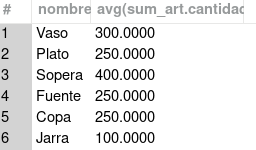 # nombre avg(sum_art.cantidad
1 Vaso 300.0000
2 Plato 250.0000
3 Sopera 400.0000
4 Fuente 250.0000
5 Copa 250.0000
6 Jarra 100.0000